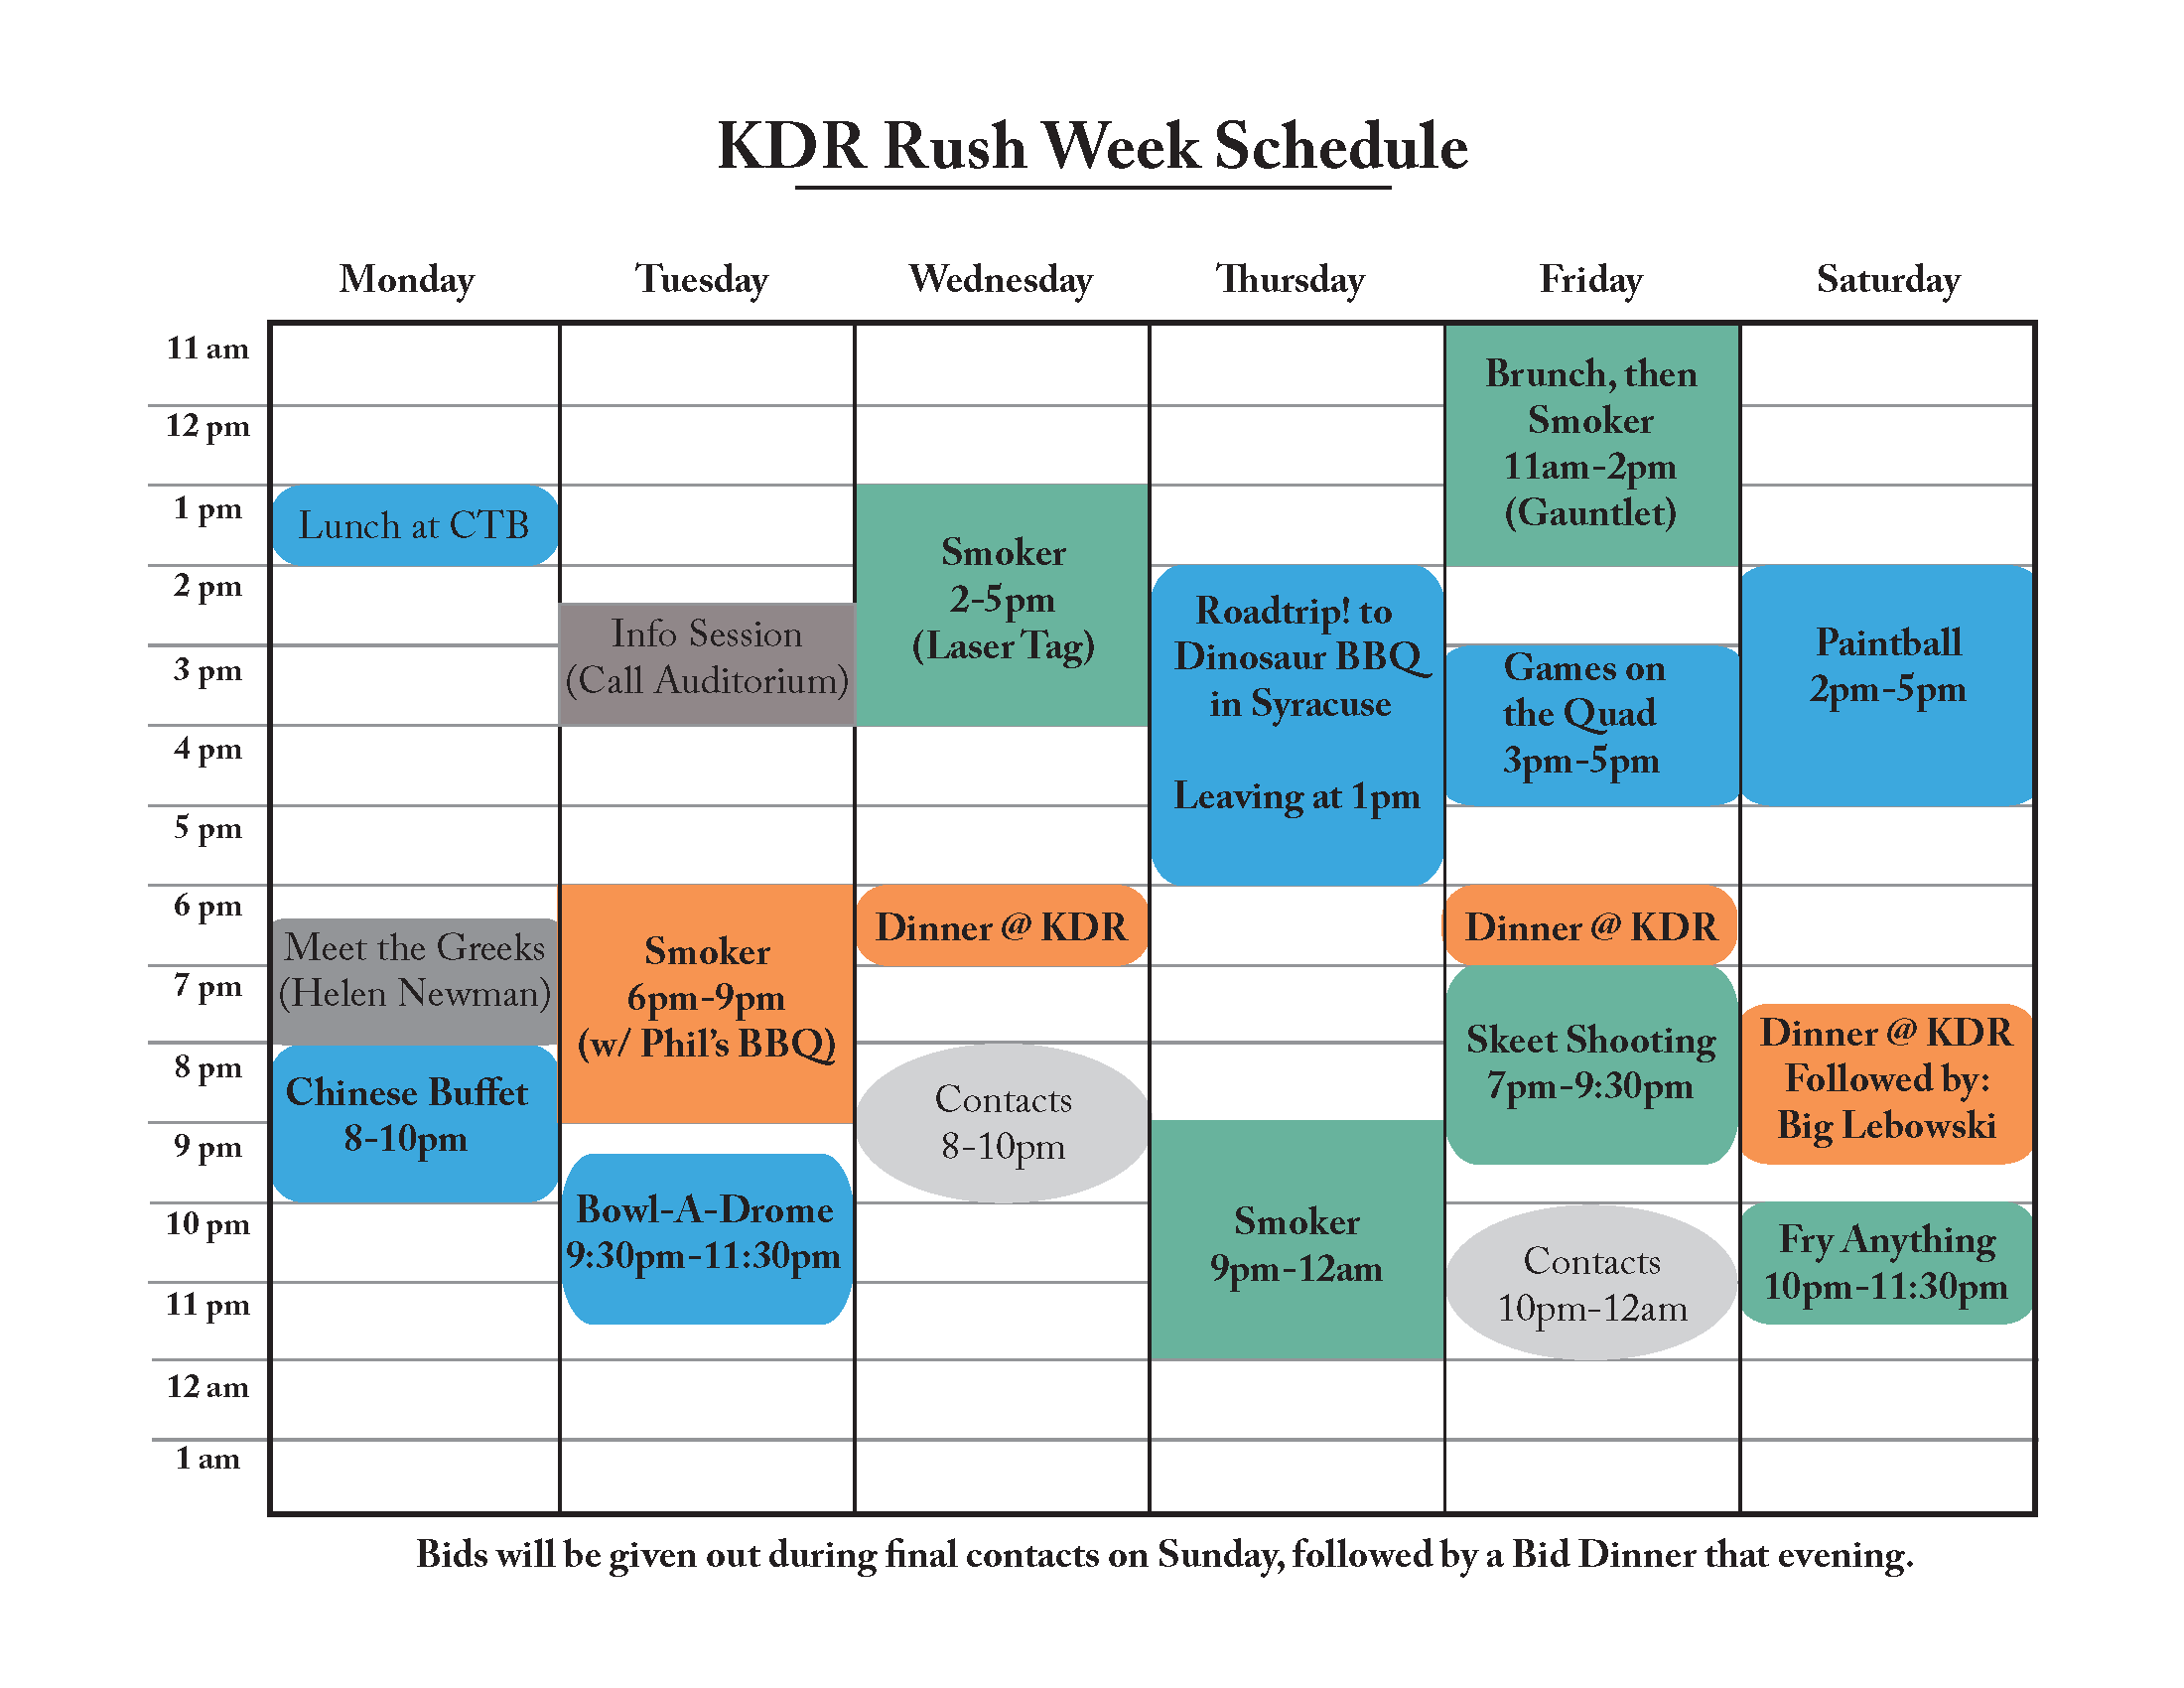 KDR Rush Week Schedule
Monday Tuesday Wednesday Thursday Friday Saturday
11 am
12 pm
1 pm
2 pm
3 pm
4 pm
5 pm
6 pm
7 pm
8 pm
9 pm
10 pm
11 pm
12 am
1 am
Lunch at CTB
Meet the Greeks
(Helen Newman)
Chinese Buffet
8-10pm
Info Session
(Call Auditorium)
Smoker
6pm-9pm
(w/ Phil's BBQ)
Bowl-A-Drome
9:30pm-11:30pm
Smoker
2-5pm
(Laser Tag)
Dinner @ KDR
Contacts
8-10pm
Roadtrip! to
Dinosaur BBQ
in Syracuse
Leaving at 1pm
Smoker
9pm-12am
Brunch, then
Smoker
11am-2pm
(Gauntlet)
Games on
the Quad
3pm-5pm
Dinner @ KDR
Skeet Shooting
7pm-9:30pm
Contacts
10pm-12am
Paintball
2pm-5pm
Dinner @ KDR
Followed by:
Big Lebowski
Fry Anything
10pm-11:30pm
Bids will be given out during final contacts on Sunday, followed by a Bid Dinner that evening.